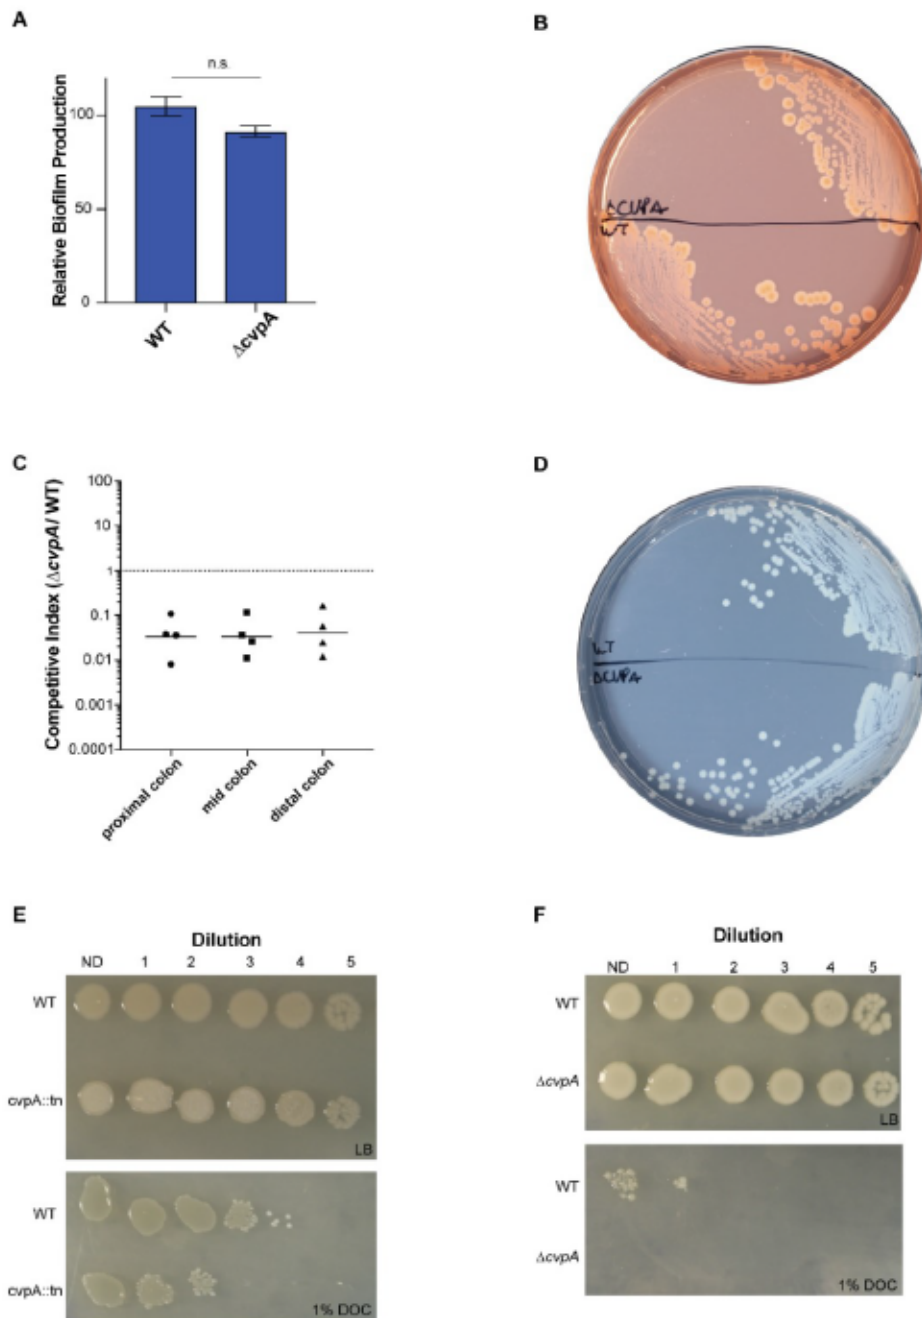 A
n.s.
Relative Biofilm Production
100
50
0
WT
ΔcvpA
B
ΔCVPA
WT
C
Competitive Index (ΔcvpA/ WT)
100
10
1
0.1
0.01
0.001
0.0001
proximal colon
mid colon
distal colon
D
WT
ΔCVPA
E
Dilution
ND 1 2 3 4 5
WT
cvpA::tn
LB
WT
cvpA::tn
1% DOC
F
Dilution
ND 1 2 3 4 5
WT
ΔcvpA
LB
WT
ΔcvpA
1% DOC